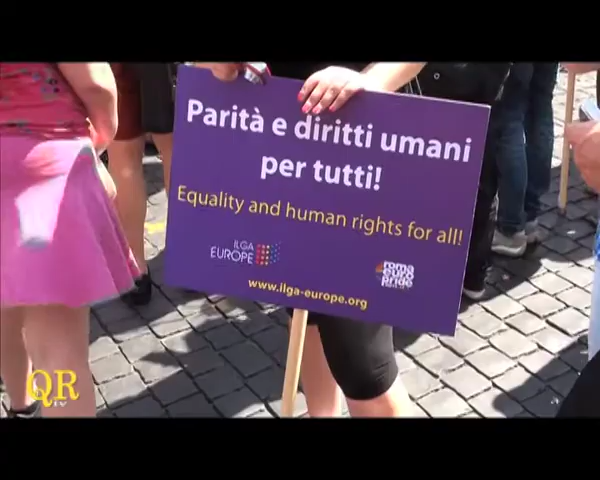 Parità e diritti umani
per tutti!
Equality and human rights for all!
ILGA
EUROPE
roma
euro
pride
www.ilga-europe.org
QR
tv